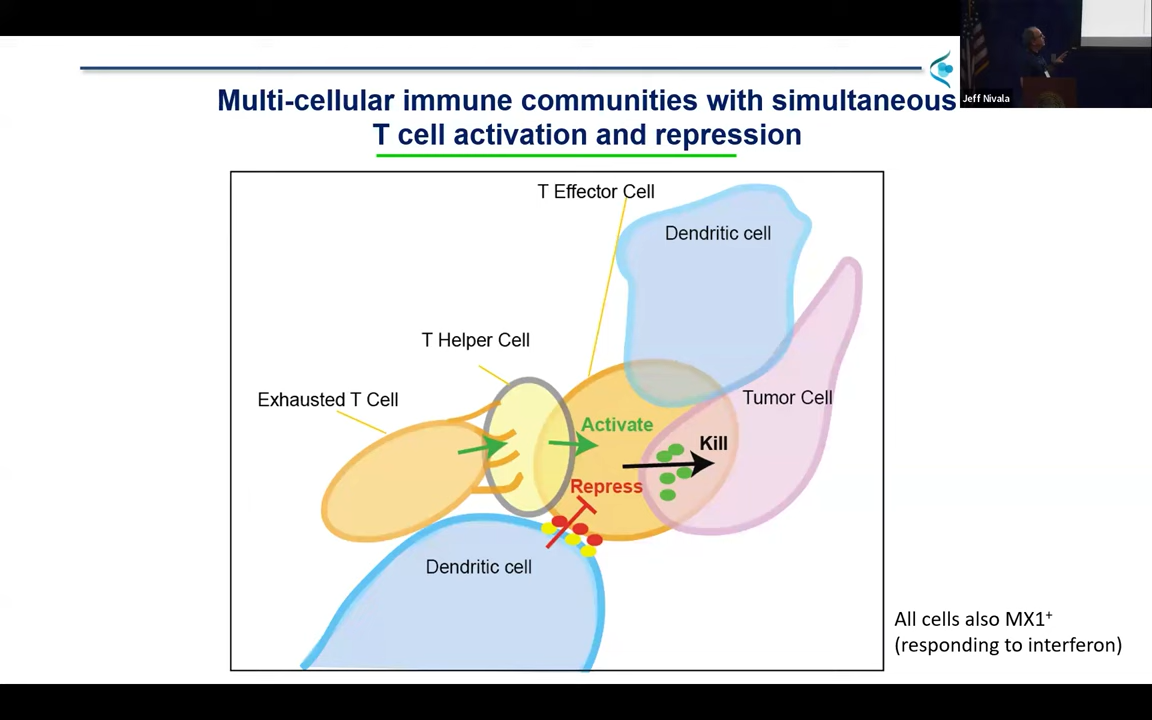 Multi-cellular immune communities with simultaneous
T cell activation and repression
Jeff Nivala
T Effector Cell
Dendritic cell
T Helper Cell
Exhausted T Cell
Tumor Cell
Activate
Kill
Repress
Dendritic cell
All cells also MX1⁺
(responding to interferon)